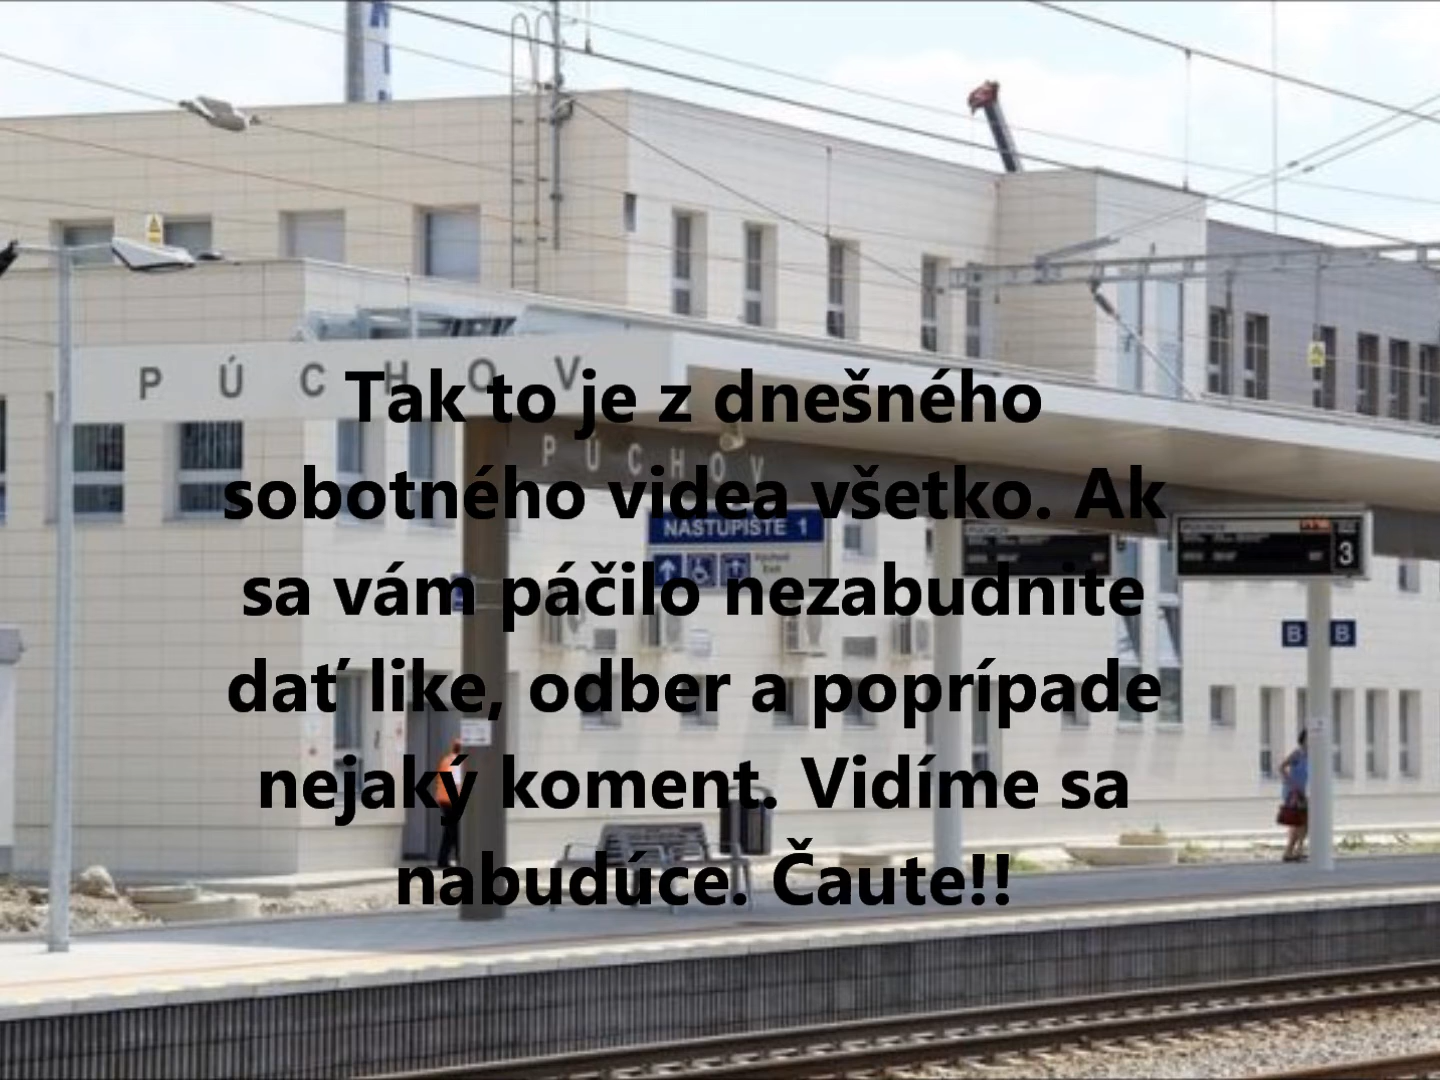 PÚCHOV
Tak to je z dnešného
PÚCHOV
sobotného videa všetko. Ak
NÁSTUPIŠTE 1
sa vám páčilo nezabudnite
3
B B
dať like, odber a poprípade
nejaký koment. Vidíme sa
nabudúce. Čaute!!